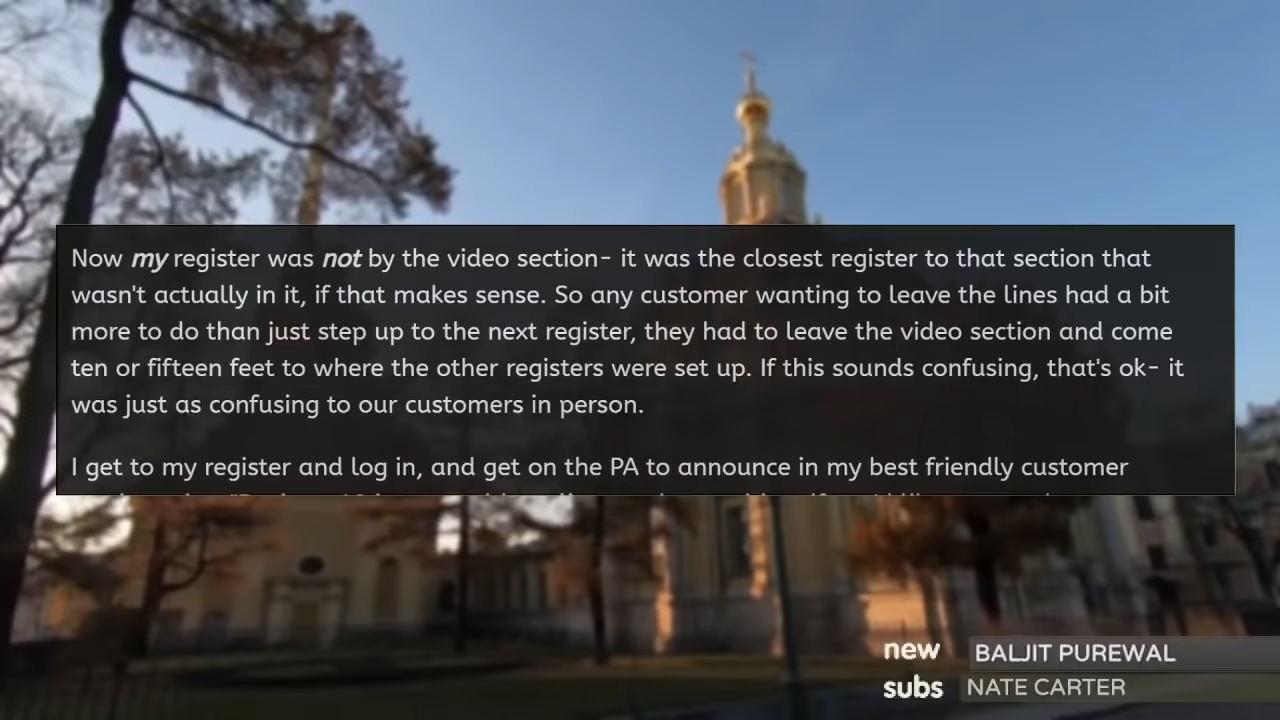 Now my register was not by the video section- it was the closest register to that section that
wasn't actually in it, if that makes sense. So any customer wanting to leave the lines had a bit
more to do than just step up to the next register, they had to leave the video section and come
ten or fifteen feet to where the other registers were set up. If this sounds confusing, that's ok- it
was just as confusing to our customers in person.
I get to my register and log in, and get on the PA to announce in my best friendly customer
new BALJIT PUREWAL
subs NATE CARTER